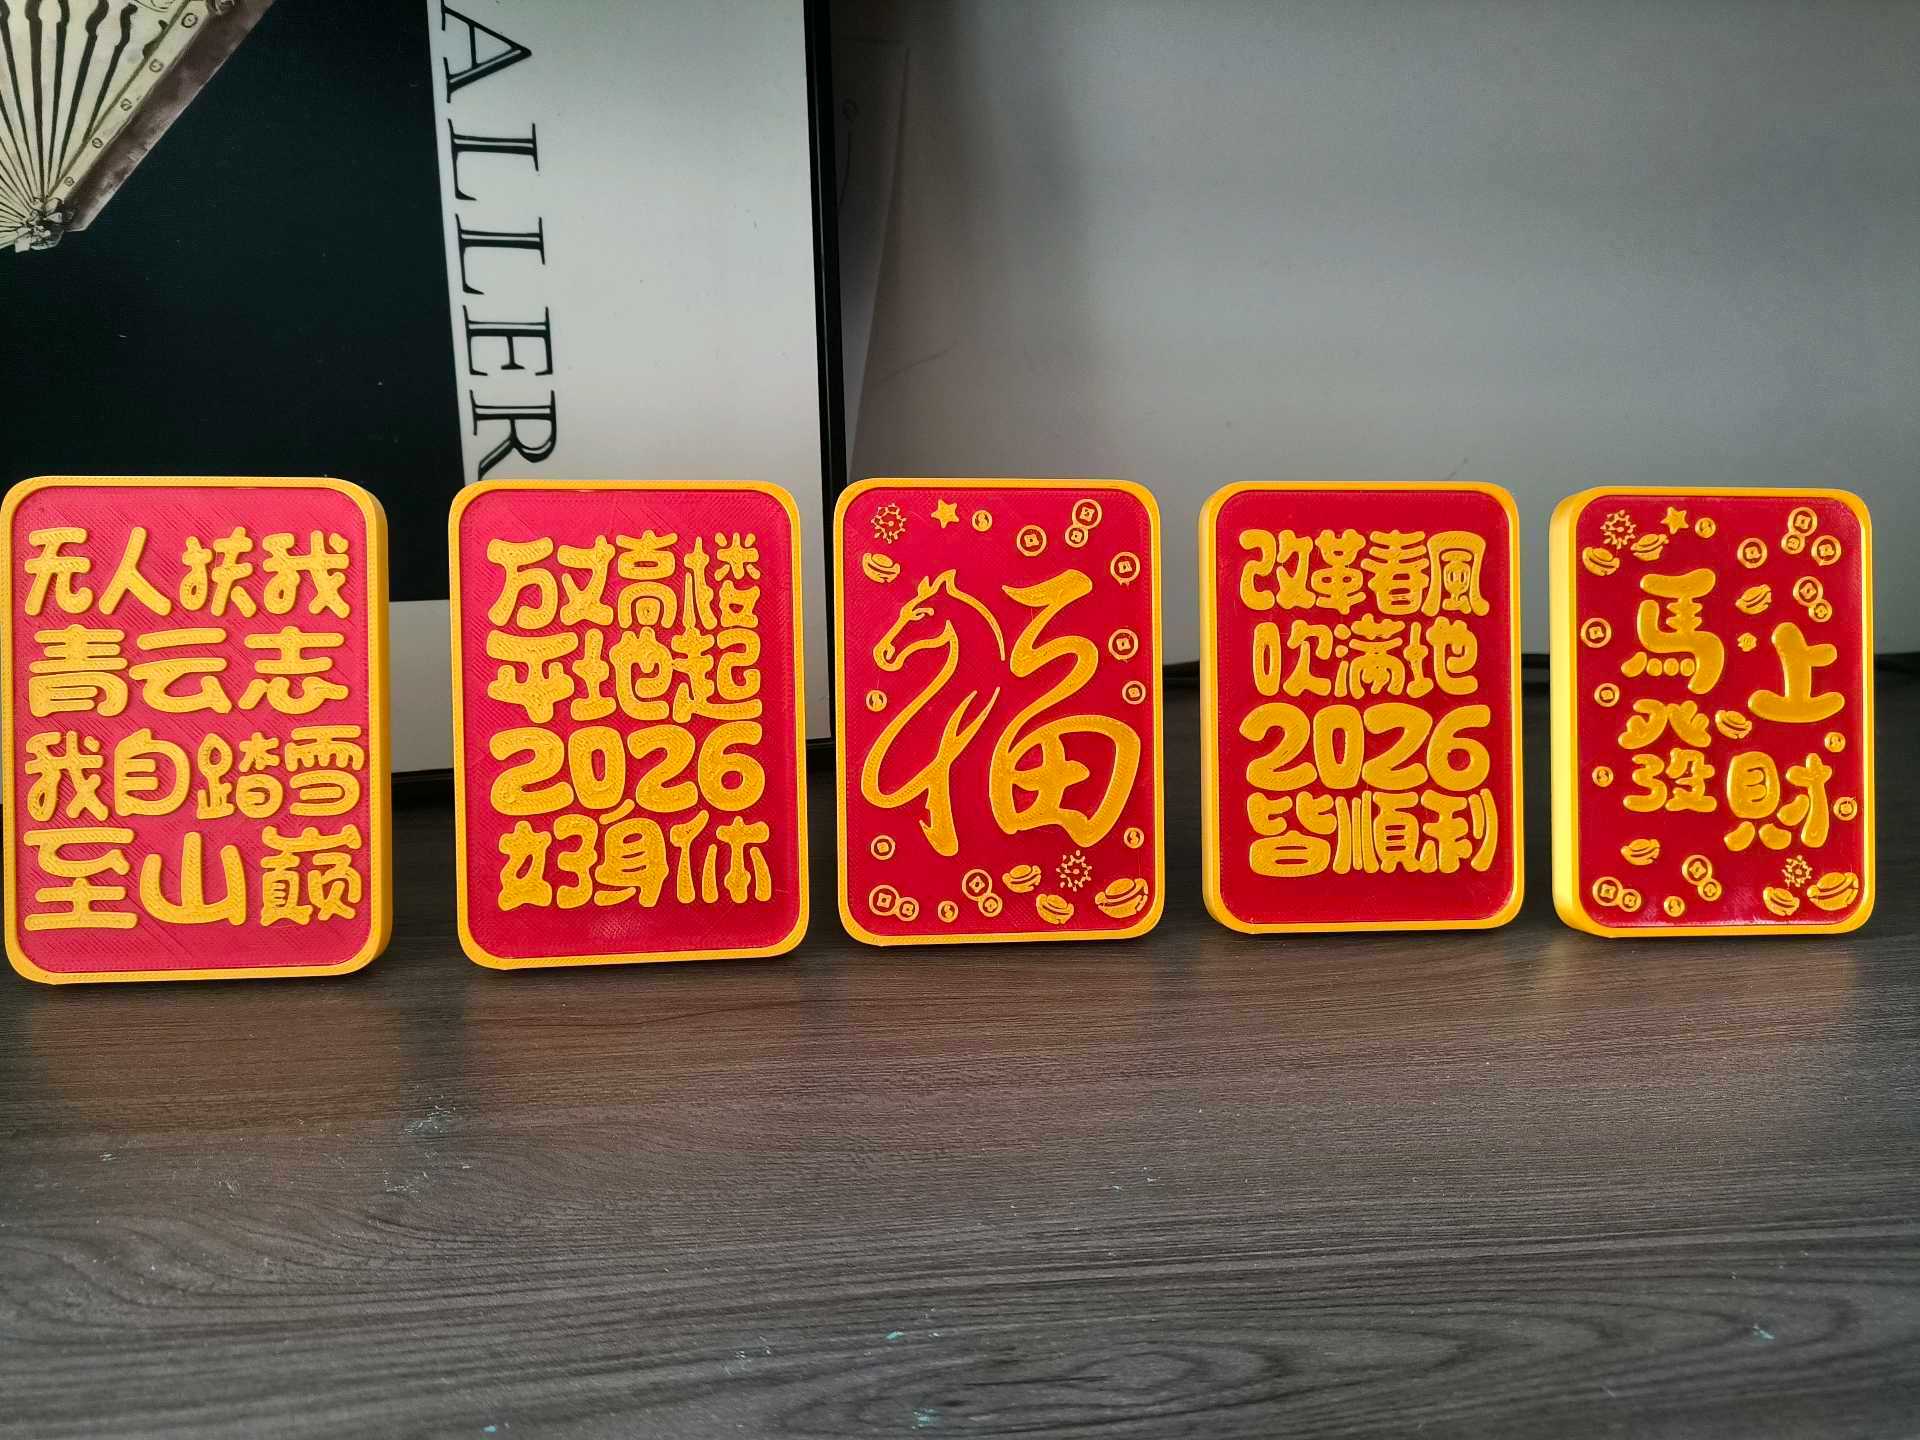 ALLER
无人扶我
青云志
我自踏雪
至山巅
万丈高楼
平地起
2026
好身体
福
改革春風
吹满地
2026
皆順利
馬上
發財